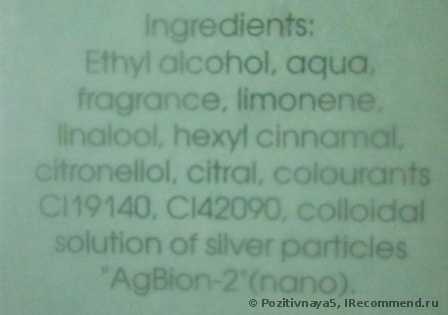 Ingredients:
Ethyl alcohol, aqua,
fragrance, limonene,
linalool, hexyl cinnamal,
citronellol, citral, colourants
CI19140, CI42090, colloidal
solution of silver particles
"AgBion-2"(nano).
© Pozitivnaya5, IRecommend.ru